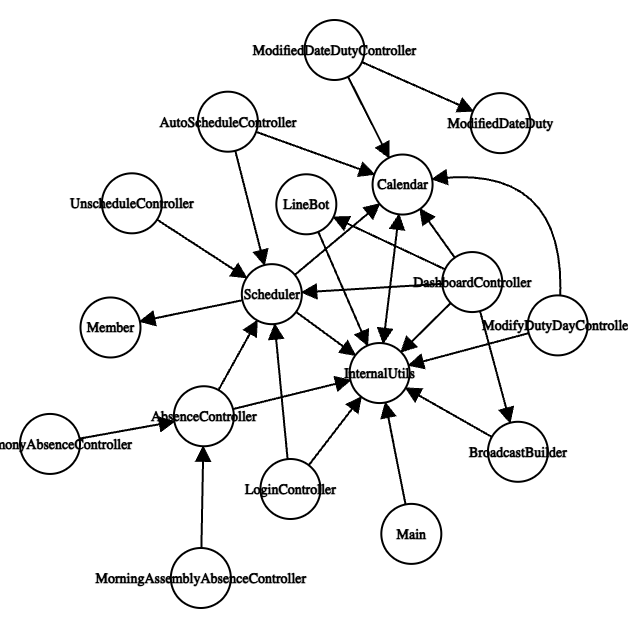 ModifiedDateDutyController
AutoScheduleController
ModifiedDateDuty
Calendar
UnscheduleController
LineBot
DashboardController
Scheduler
Member
ModifyDutyDayControlle
InternalUtils
AbsenceController
monyAbsenceController
BroadcastBuilder
LoginController
Main
MorningAssemblyAbsenceController